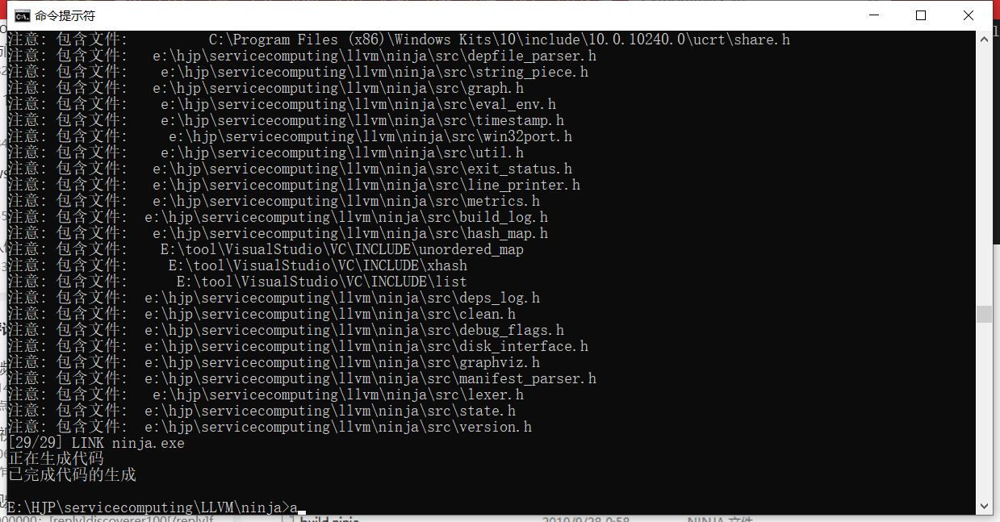 命令提示符
注意: 包含文件:          C:\Program Files (x86)\Windows Kits\10\include\10.0.10240.0\ucrt\share.h
注意: 包含文件:   e:\hjp\servicecomputing\llvm\ninja\src\depfile_parser.h
注意: 包含文件:    e:\hjp\servicecomputing\llvm\ninja\src\string_piece.h
注意: 包含文件:   e:\hjp\servicecomputing\llvm\ninja\src\graph.h
注意: 包含文件:    e:\hjp\servicecomputing\llvm\ninja\src\eval_env.h
注意: 包含文件:    e:\hjp\servicecomputing\llvm\ninja\src\timestamp.h
注意: 包含文件:     e:\hjp\servicecomputing\llvm\ninja\src\win32port.h
注意: 包含文件:    e:\hjp\servicecomputing\llvm\ninja\src\util.h
注意: 包含文件:   e:\hjp\servicecomputing\llvm\ninja\src\exit_status.h
注意: 包含文件:   e:\hjp\servicecomputing\llvm\ninja\src\line_printer.h
注意: 包含文件:   e:\hjp\servicecomputing\llvm\ninja\src\metrics.h
注意: 包含文件:  e:\hjp\servicecomputing\llvm\ninja\src\build_log.h
注意: 包含文件:   e:\hjp\servicecomputing\llvm\ninja\src\hash_map.h
注意: 包含文件:    E:\tool\VisualStudio\VC\INCLUDE\unordered_map
注意: 包含文件:     E:\tool\VisualStudio\VC\INCLUDE\xhash
注意: 包含文件:      E:\tool\VisualStudio\VC\INCLUDE\list
注意: 包含文件:  e:\hjp\servicecomputing\llvm\ninja\src\deps_log.h
注意: 包含文件:  e:\hjp\servicecomputing\llvm\ninja\src\clean.h
注意: 包含文件:  e:\hjp\servicecomputing\llvm\ninja\src\debug_flags.h
注意: 包含文件:  e:\hjp\servicecomputing\llvm\ninja\src\disk_interface.h
注意: 包含文件:  e:\hjp\servicecomputing\llvm\ninja\src\graphviz.h
注意: 包含文件:  e:\hjp\servicecomputing\llvm\ninja\src\manifest_parser.h
注意: 包含文件:   e:\hjp\servicecomputing\llvm\ninja\src\lexer.h
注意: 包含文件:  e:\hjp\servicecomputing\llvm\ninja\src\state.h
注意: 包含文件:  e:\hjp\servicecomputing\llvm\ninja\src\version.h
[29/29] LINK ninja.exe
正在生成代码
已完成代码的生成
E:\HJP\servicecomputing\LLVM\ninja>a